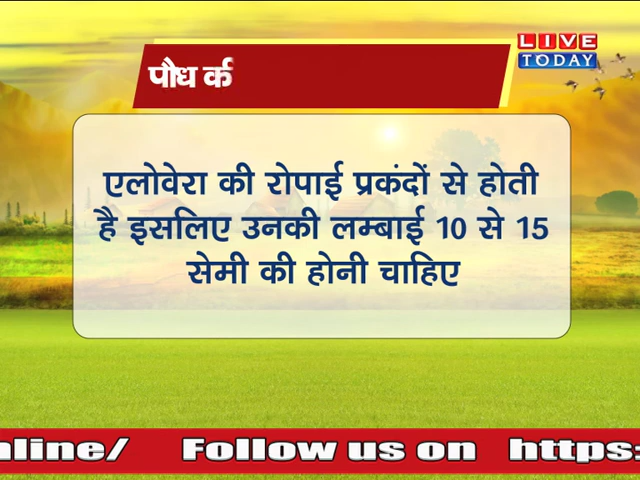 LIVE
TODAY
पौध
एलोवेरा की रोपाई प्रकंदों से होती
है इसलिए उनकी लम्बाई 10 से 15
सेमी की होनी चाहिए
nline/ Follow us on https: